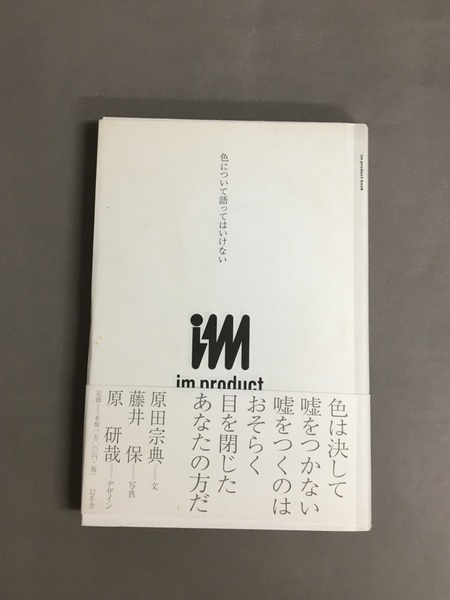 色について語ってはいけない
im product book
im
im product
色は決して
嘘をつかない
嘘をつくのは
おそらく
目を閉じた
あなたの方だ
原田宗典──文
藤井 保──写真
原 研哉──デザイン
幻冬舎